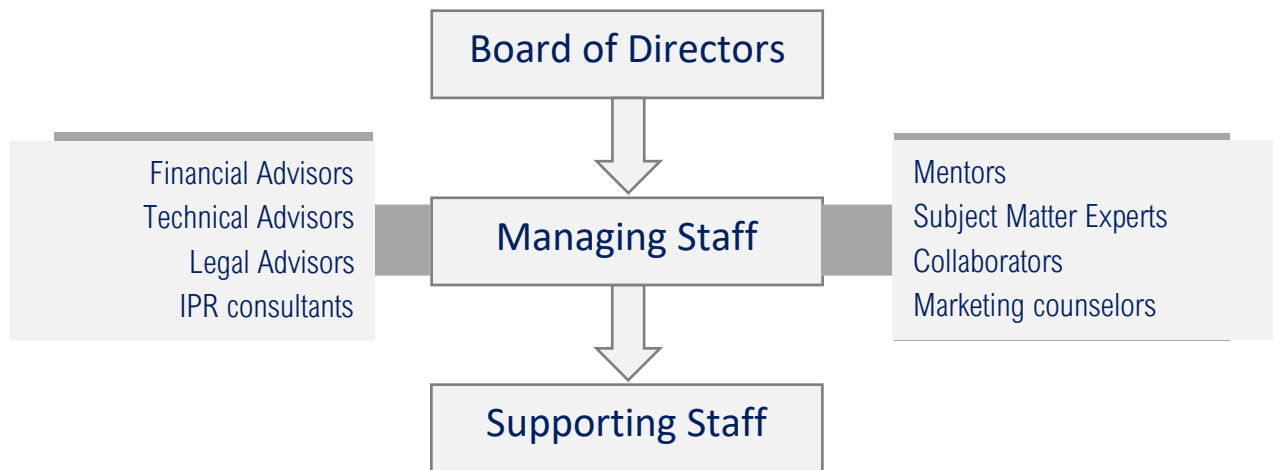 Board of Directors
Financial Advisors
Technical Advisors
Legal Advisors
IPR consultants
Managing Staff
Mentors
Subject Matter Experts
Collaborators
Marketing counselors
Supporting Staff